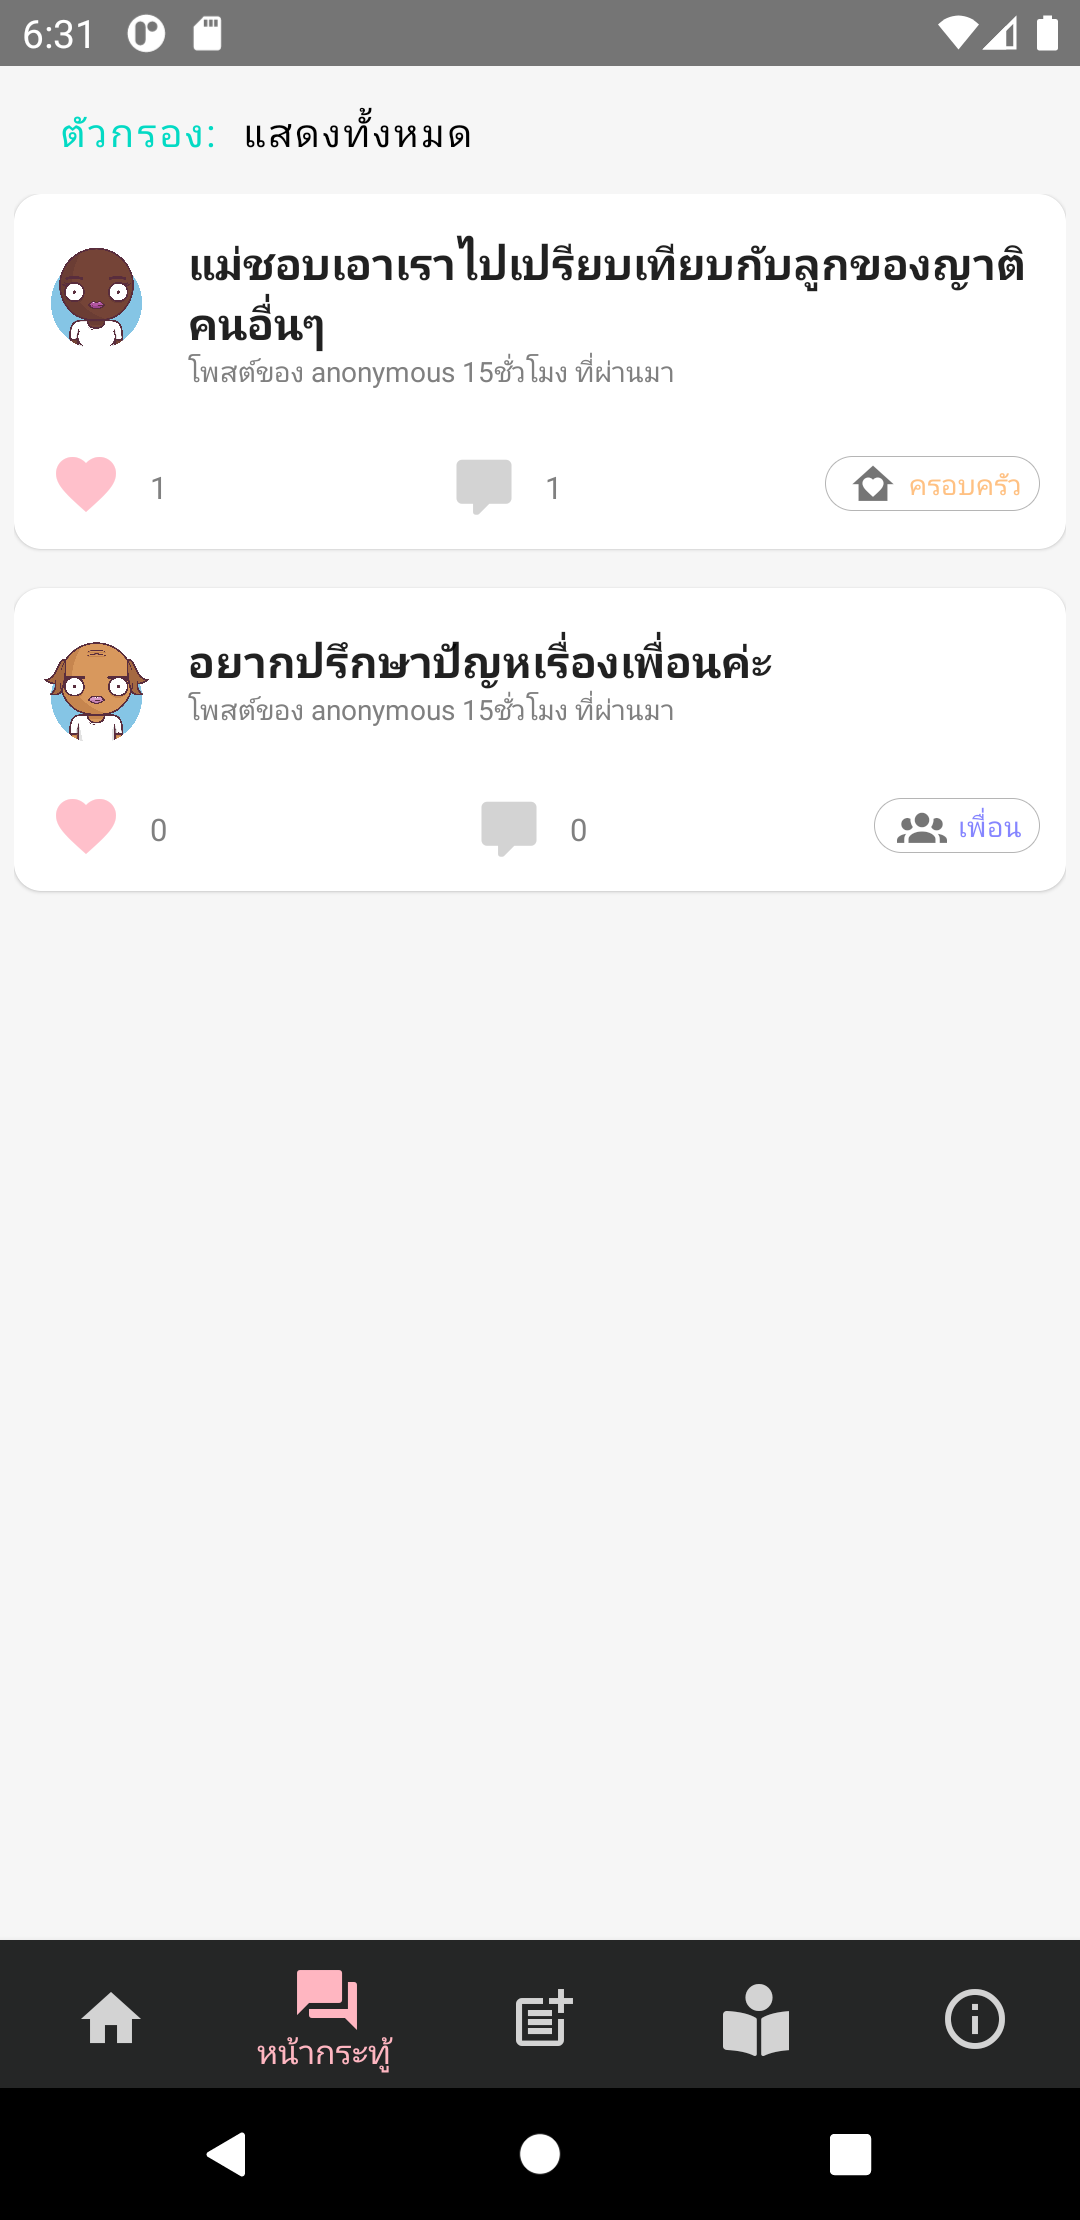 6:31
ตัวกรอง: แสดงทั้งหมด
แม่ชอบเอาเราไปเปรียบเทียบกับลูกของญาติ
คนอื่นๆ
โพสต์ของ anonymous 15ชั่วโมง ที่ผ่านมา
1 1 ครอบครัว
อยากปรึกษาปัญหเรื่องเพื่อนค่ะ
โพสต์ของ anonymous 15ชั่วโมง ที่ผ่านมา
0 0 เพื่อน
หน้ากระทู้